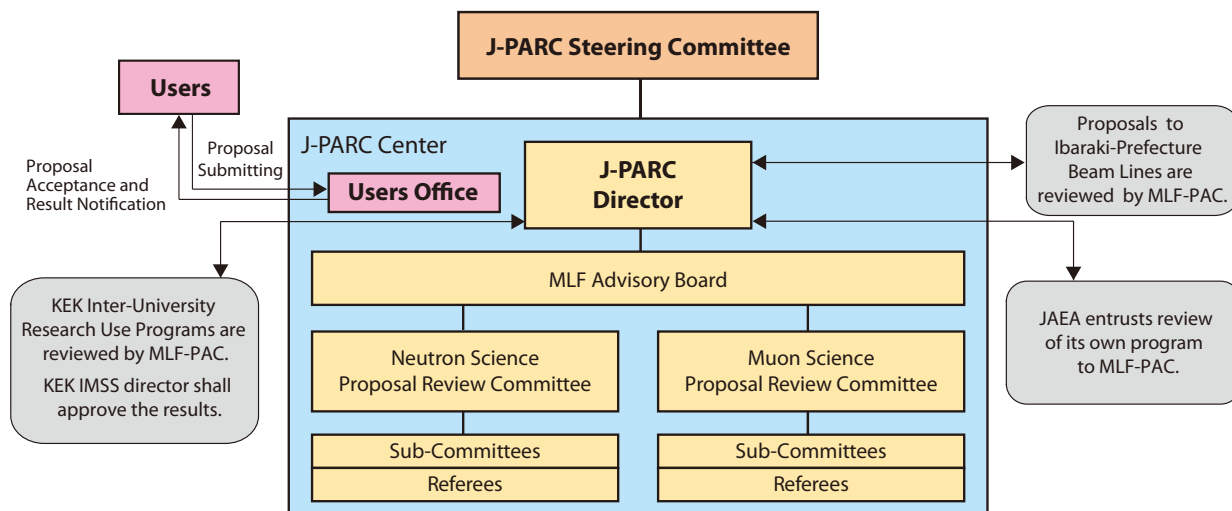 J-PARC Steering Committee
Users
Proposal
Submitting
Proposal
Acceptance and
Result Notification
J-PARC Center
Users Office
J-PARC
Director
Proposals to
Ibaraki-Prefecture
Beam Lines are
reviewed by MLF-PAC.
MLF Advisory Board
KEK Inter-University
Research Use Programs are
reviewed by MLF-PAC.
KEK IMSS director shall
approve the results.
Neutron Science
Proposal Review Committee
Muon Science
Proposal Review Committee
JAEA entrusts review
of its own program
to MLF-PAC.
Sub-Committees
Referees
Sub-Committees
Referees